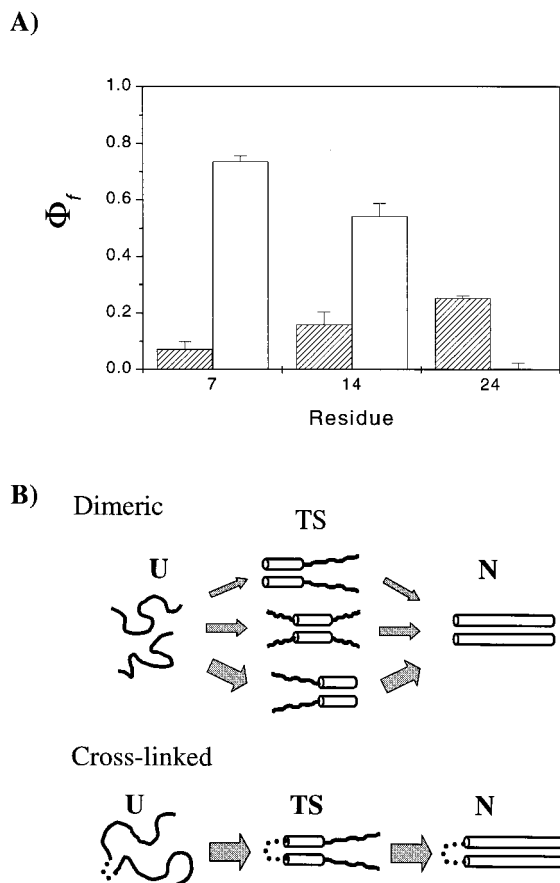 A)
1.0
0.8
0.6
0.4
0.2
0.0
Φf
7 14 24
Residue
B)
Dimeric
TS
U N
Cross-linked
U TS N